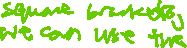 square brackets,
we can use the